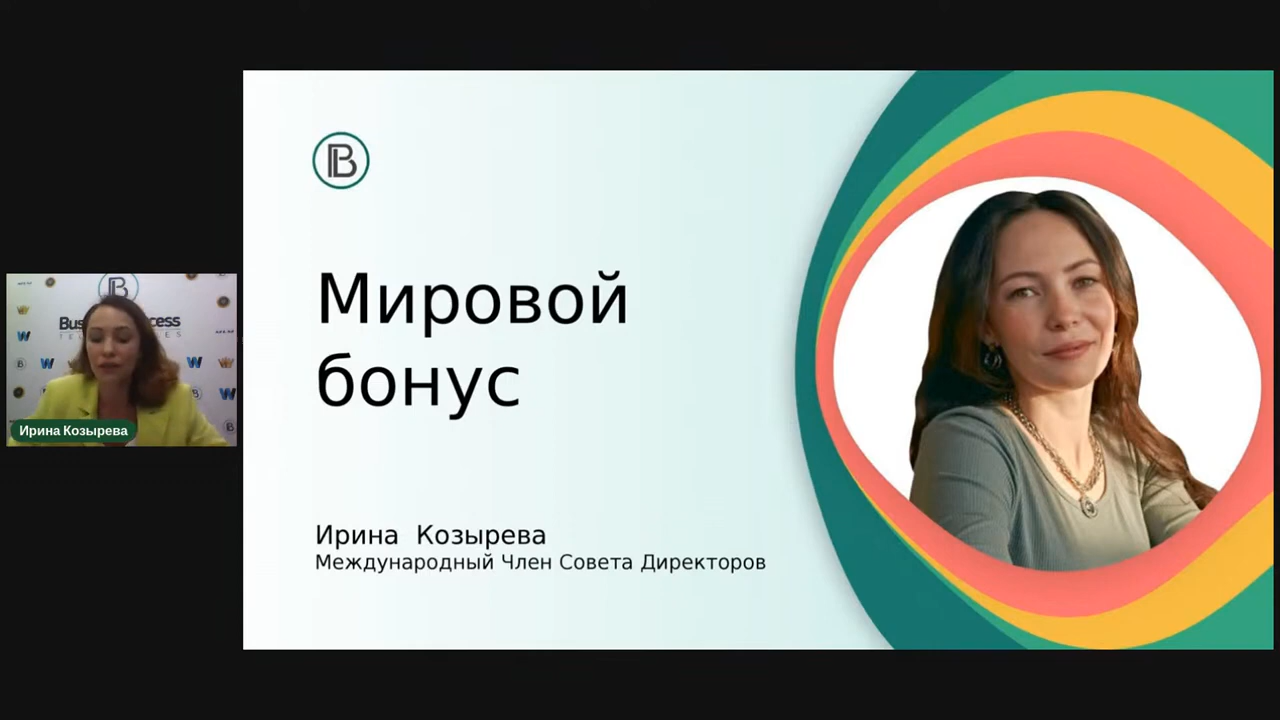 Мировой
бонус
Ирина Козырева
Международный Член Совета Директоров
Ирина Козырева